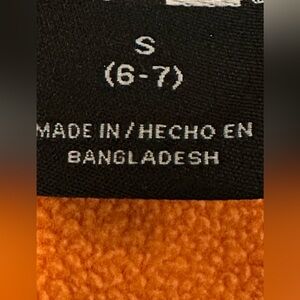 S
(6-7)
MADE IN/HECHO EN
BANGLADESH